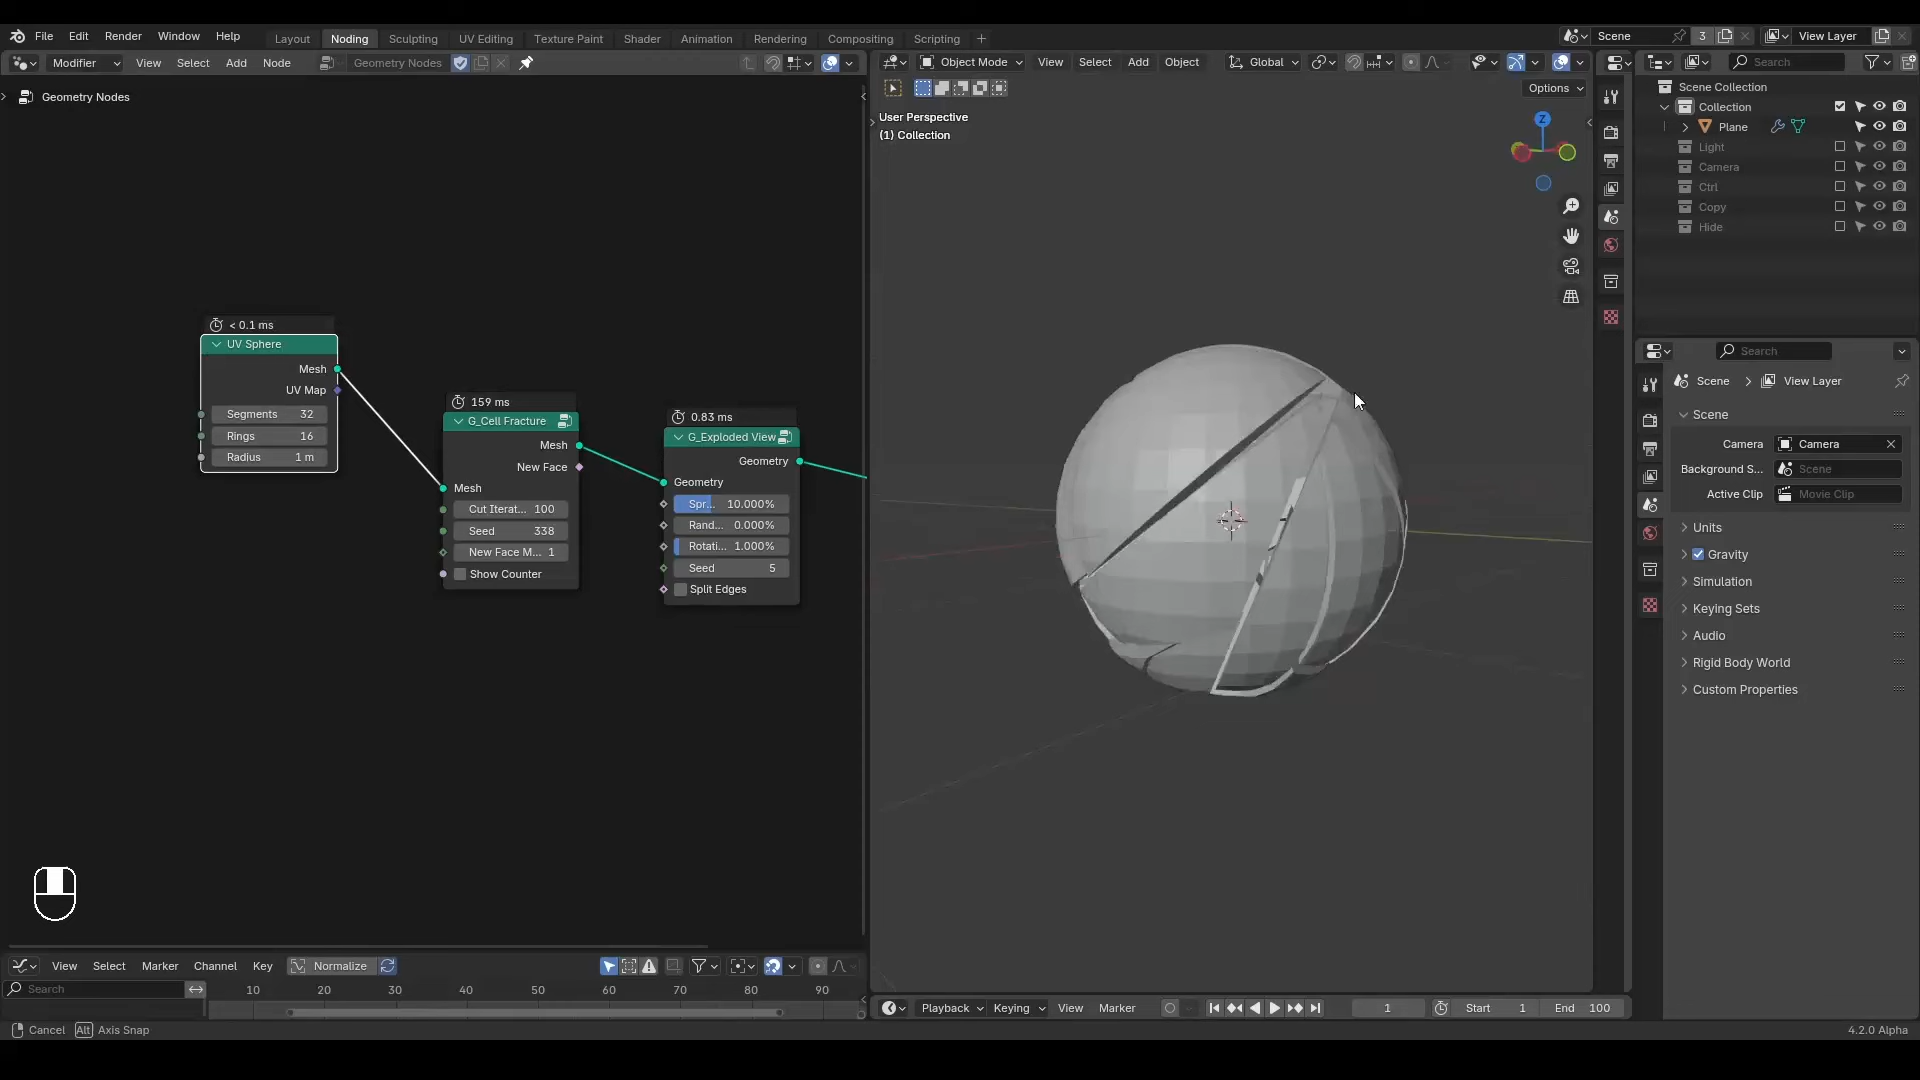 File Edit Render Window Help
Layout Noding Sculpting UV Editing Texture Paint Shader Animation Rendering Compositing Scripting
Scene 3 View Layer
Modifier View Select Add Node Geometry Nodes
Object Mode View Select Add Object Global
Options
Search
Geometry Nodes
User Perspective
(1) Collection
Z
Scene Collection
Collection
Plane
Light
Camera
Ctrl
Copy
Hide
< 0.1 ms
UV Sphere
Mesh
UV Map
Segments 32
Rings 16
Radius 1 m
159 ms
G_Cell Fracture
Mesh
New Face
Mesh
Cut Iterat... 100
Seed 338
New Face M... 1
Show Counter
0.83 ms
G_Exploded View
Geometry
Geometry
Spr... 10.000%
Rand... 0.000%
Rotati... 1.000%
Seed 5
Split Edges
Search
Scene View Layer
Scene
Camera Camera
Background S... Scene
Active Clip Movie Clip
Units
Gravity
Simulation
Keying Sets
Audio
Rigid Body World
Custom Properties
View Select Marker Channel Key Normalize
Search
10 20 30 40 50 60 70 80 90
Playback Keying View Marker 1 Start 1 End 100
Cancel Alt Axis Snap
4.2.0 Alpha